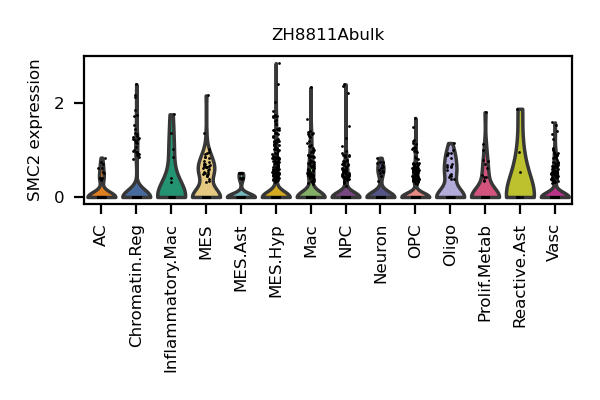 ZH8811Abulk
SMC2 expression
2
0
AC
Chromatin.Reg
Inflammatory.Mac
MES
MES.Ast
MES.Hyp
Mac
NPC
Neuron
OPC
Oligo
Prolif.Metab
Reactive.Ast
Vasc